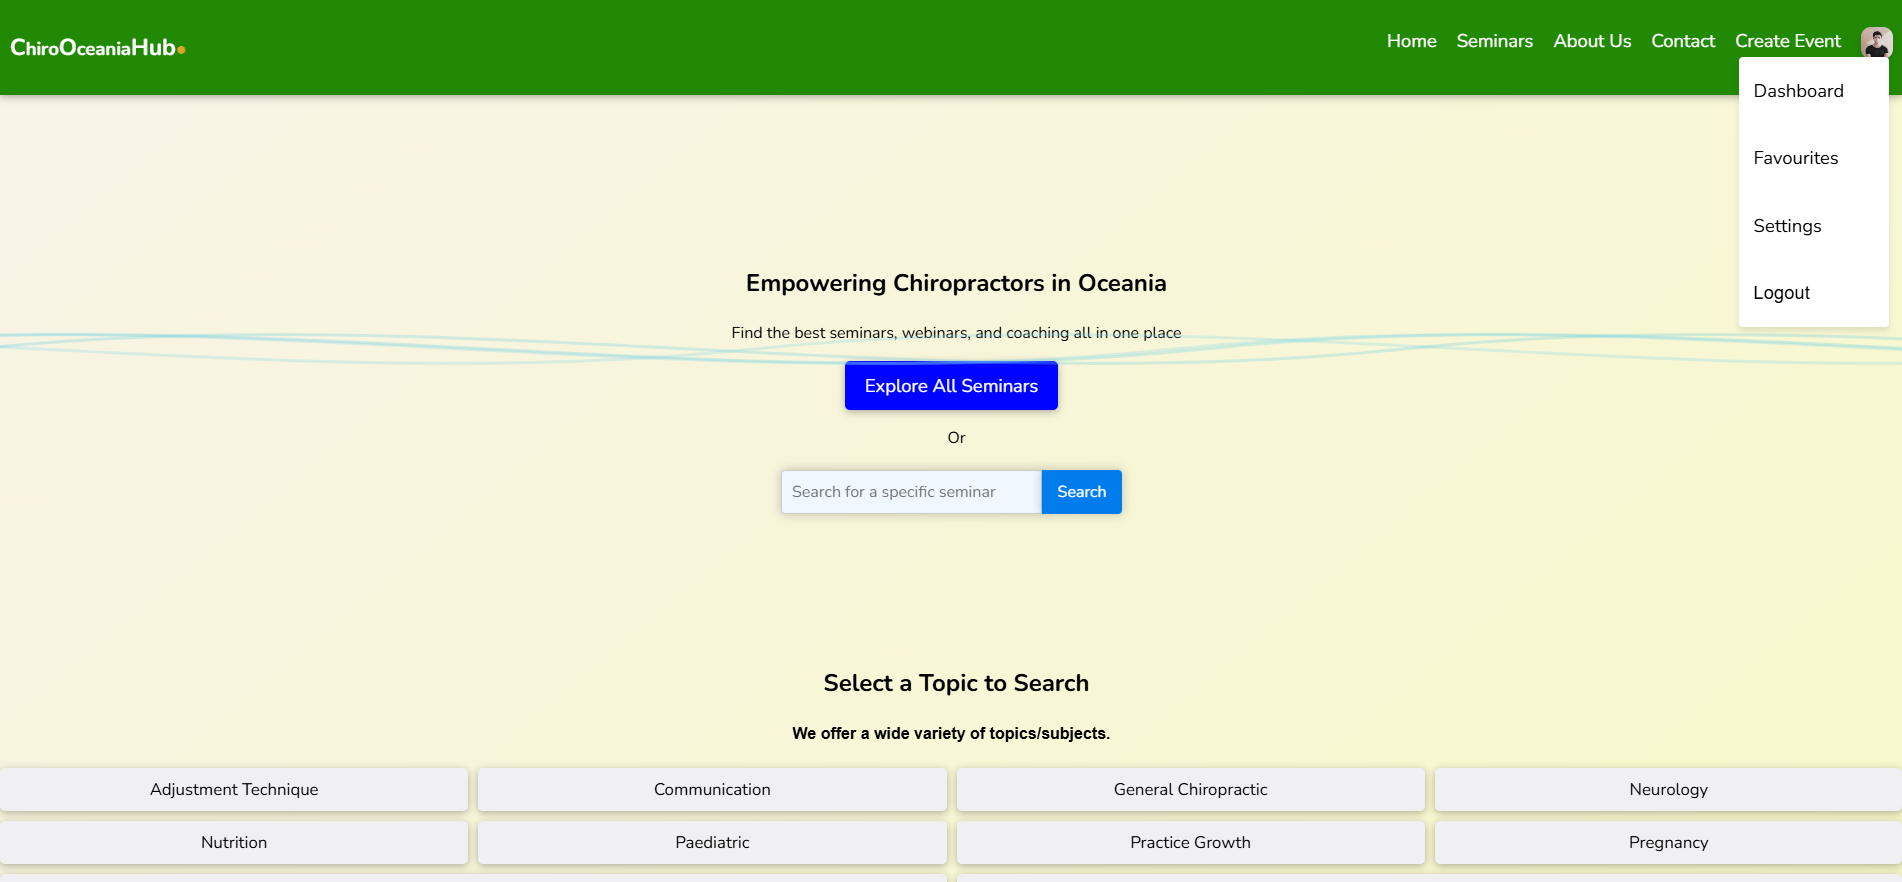 ChiroOceaniaHub
Home Seminars About Us Contact Create Event
Dashboard
Favourites
Settings
Logout
Empowering Chiropractors in Oceania
Find the best seminars, webinars, and coaching all in one place
Explore All Seminars
Or
Search for a specific seminar Search
Select a Topic to Search
We offer a wide variety of topics/subjects.
Adjustment Technique Communication General Chiropractic Neurology
Nutrition Paediatric Practice Growth Pregnancy